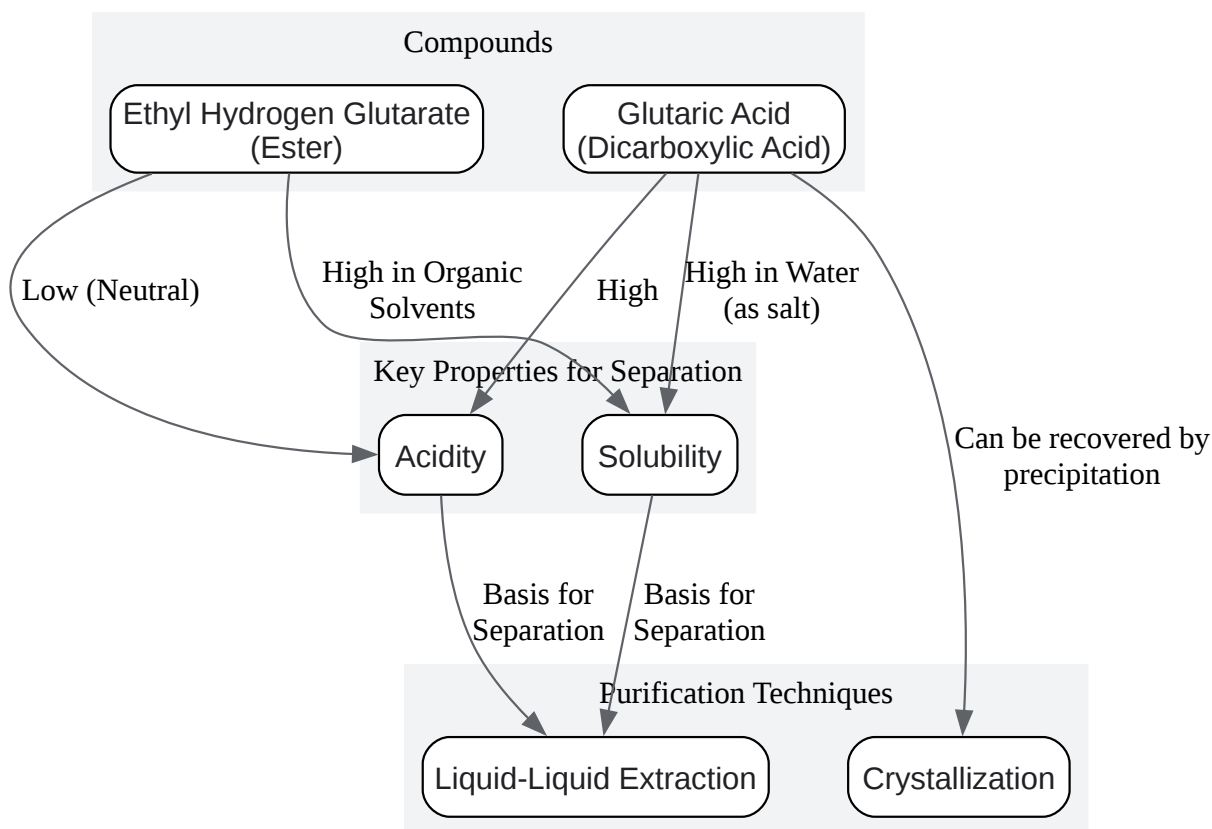 Compounds
Ethyl Hydrogen Glutarate
(Ester)
Glutaric Acid
(Dicarboxylic Acid)
Low (Neutral)
High in Organic
Solvents
High
High in Water
(as salt)
Key Properties for Separation
Acidity
Solubility
Can be recovered by
precipitation
Basis for
Separation
Basis for
Separation
Purification Techniques
Liquid-Liquid Extraction
Crystallization